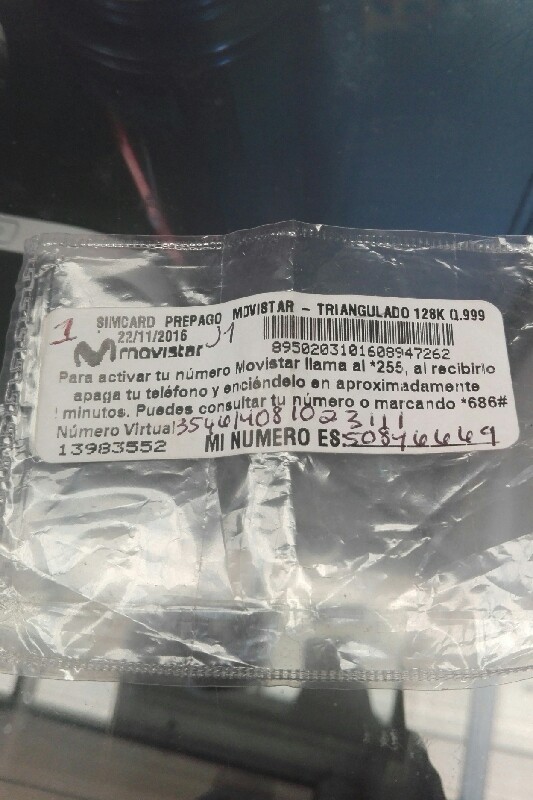 SIMCARD PREPAGO MOVISTAR - TRIANGULADO 128K Q.999
1 22/11/2016 J1
movistar 8950203101608947262
Para activar tu número Movistar llama al *255, al recibirlo
apaga tu teléfono y enciéndelo en aproximadamente
minutos. Puedes consultar tu número o marcando *686#
Número Virtual 354614081023111
13983552 MI NUMERO ES: 50846669